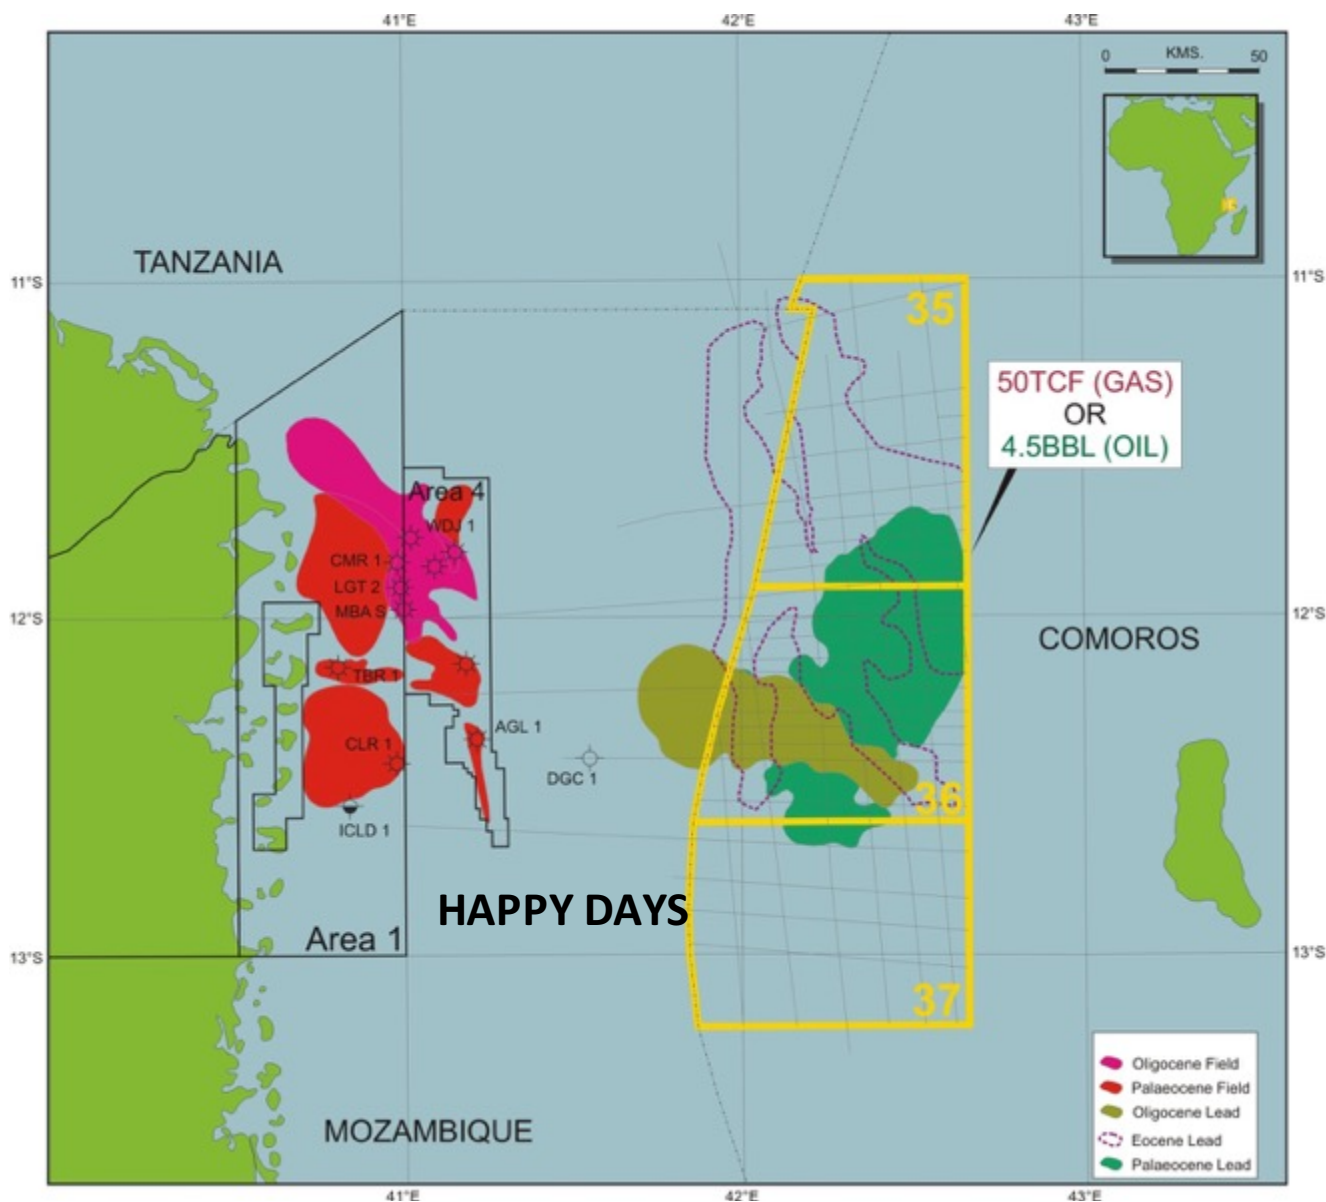 41°E
42°E
43°E
0 KMS. 50
TANZANIA
11°S
11°S
35
50TCF (GAS)
OR
4.5BBL (OIL)
Area 4
WDJ 1
CMR 1
LGT 2
MBA S
12°S
12°S
COMOROS
TBR 1
AGL 1
CLR 1
DGC 1
36
ICLD 1
HAPPY DAYS
Area 1
13°S
13°S
37
Oligocene Field
Palaeocene Field
Oligocene Lead
Eocene Lead
Palaeocene Lead
MOZAMBIQUE
41°E
42°E
43°E